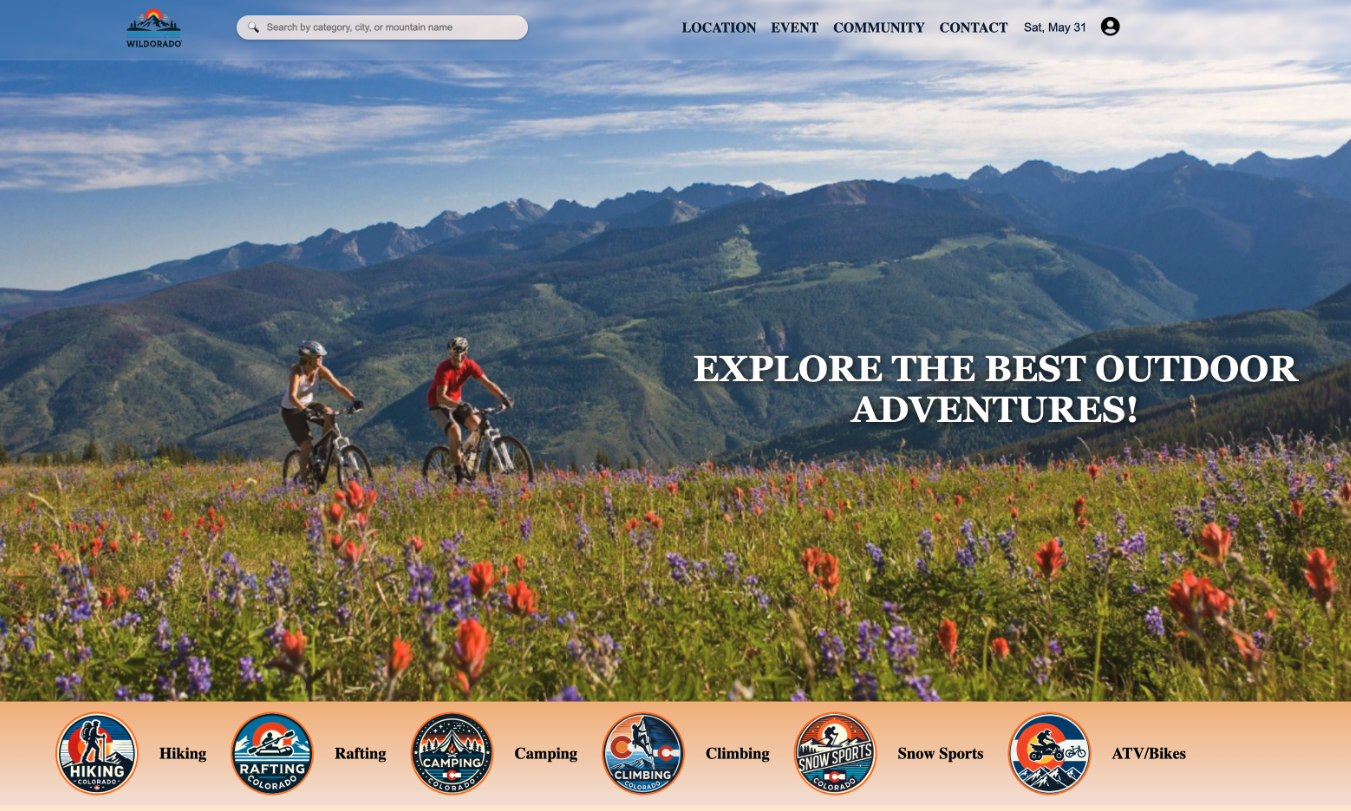 WILDORADO
Search by category, city, or mountain name
LOCATION EVENT COMMUNITY CONTACT Sat, May 31
EXPLORE THE BEST OUTDOOR
ADVENTURES!
HIKING
COLORADO
Hiking
RAFTING
COLORADO
Rafting
CAMPING
COLORADO
Camping
CLIMBING
COLORADO
Climbing
SNOW SPORTS
COLORADO
Snow Sports
ATV/Bikes